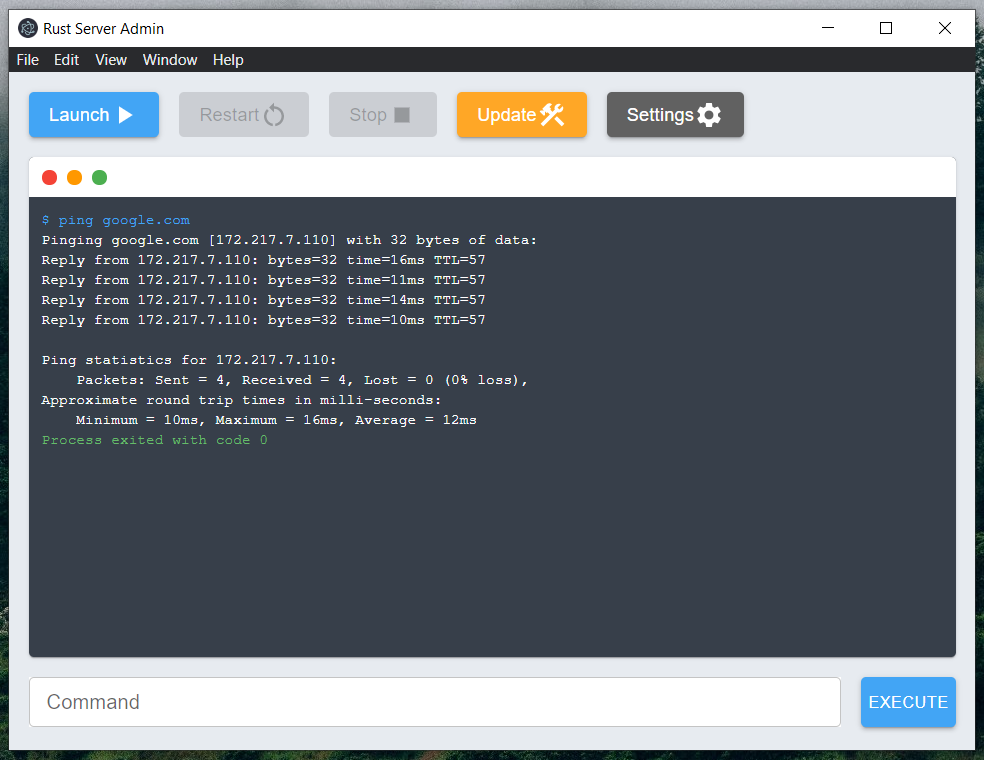 Rust Server Admin
File Edit View Window Help
Launch Restart Stop Update Settings
$ ping google.com
Pinging google.com [172.217.7.110] with 32 bytes of data:
Reply from 172.217.7.110: bytes=32 time=16ms TTL=57
Reply from 172.217.7.110: bytes=32 time=11ms TTL=57
Reply from 172.217.7.110: bytes=32 time=14ms TTL=57
Reply from 172.217.7.110: bytes=32 time=10ms TTL=57
Ping statistics for 172.217.7.110:
Packets: Sent = 4, Received = 4, Lost = 0 (0% loss),
Approximate round trip times in milli-seconds:
Minimum = 10ms, Maximum = 16ms, Average = 12ms
Process exited with code 0
Command EXECUTE